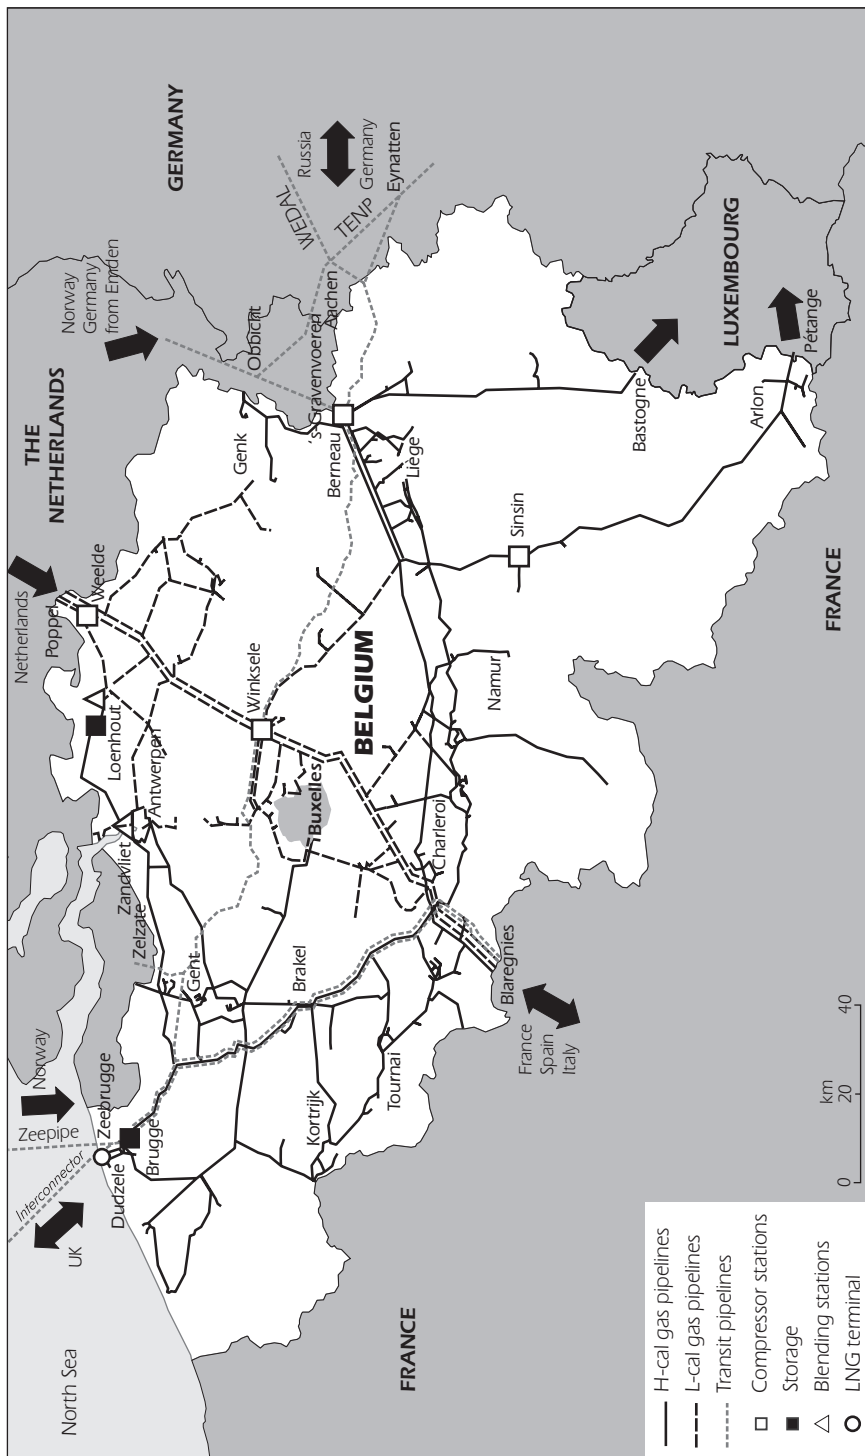 North Sea
UK
Interconnector
Zeepipe
Norway
Netherlands
THE
NETHERLANDS
Norway
Germany
from Emden
GERMANY
Russia
Germany
Eynatten
WEDAL
TENP
Obbicht
Aachen
's-Gravenvoeren
Berneau
Genk
Liège
Poppel
Weelde
Loenhout
Antwerpen
Zandvliet
Zelzate
Gent
Zeebrugge
Dudzele
Brugge
Winksele
Buxelles
BELGIUM
Brakel
Kortrijk
Tournai
Charleroi
Namur
Sinsin
Bastogne
Arlon
Pétange
LUXEMBOURG
Blaregnies
France
Spain
Italy
FRANCE
FRANCE
km
0
20
40
H-cal gas pipelines
L-cal gas pipelines
Transit pipelines
Compressor stations
Storage
Blending stations
LNG terminal